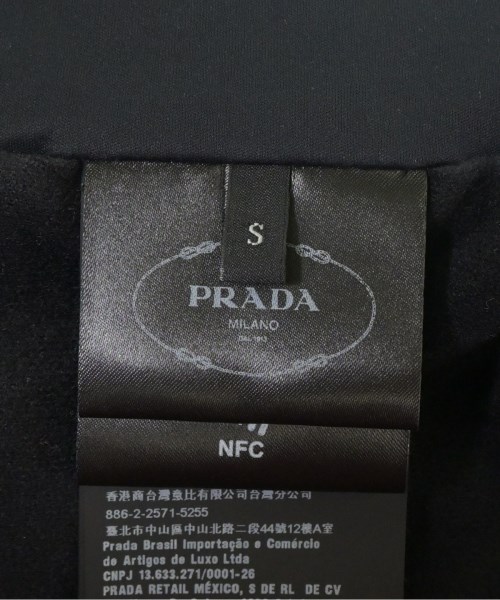 S
PRADA
MILANO
DAL 1913
NFC
香港商台灣普比有限公司台灣分公司
886-2-2571-5255
臺北市中山區中山北路二段44號12樓A室
Prada Brasil Importação e Comércio
de Artigos de Luxo Ltda
CNPJ 13.633.271/0001-26
PRADA RETAIL MÉXICO, S DE RL DE CV